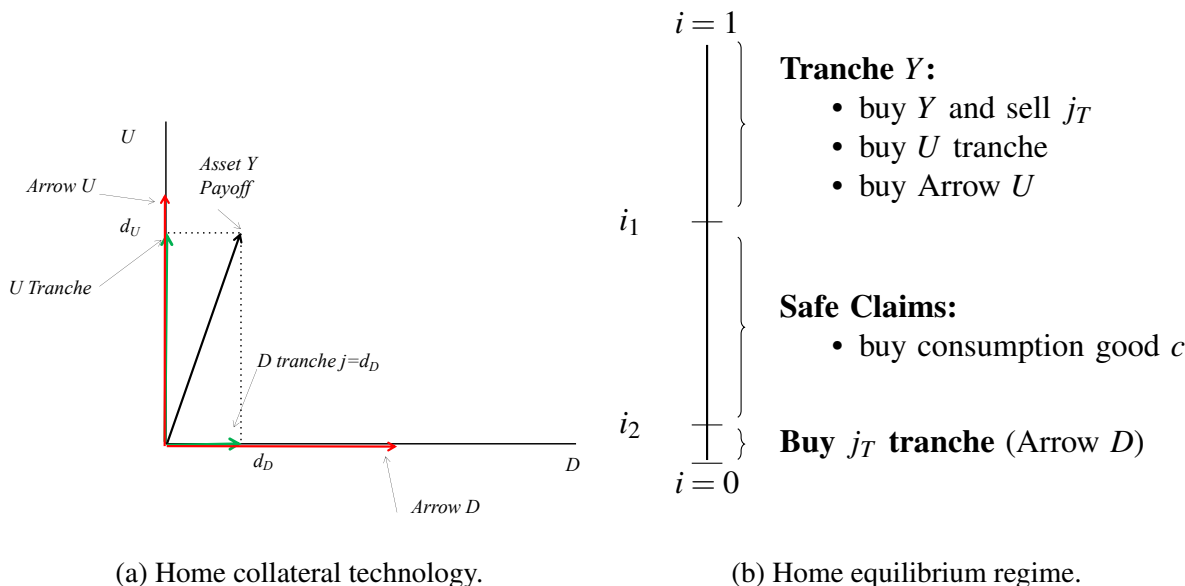 U
Asset Y
Payoff
Arrow U
d_U
U Tranche
D tranche j=d_D
d_D
D
Arrow D
(a) Home collateral technology.
i = 1
Tranche Y:
• buy Y and sell j_T
• buy U tranche
• buy Arrow U
i_1
Safe Claims:
• buy consumption good c
i_2
Buy j_T tranche (Arrow D)
i = 0
(b) Home equilibrium regime.